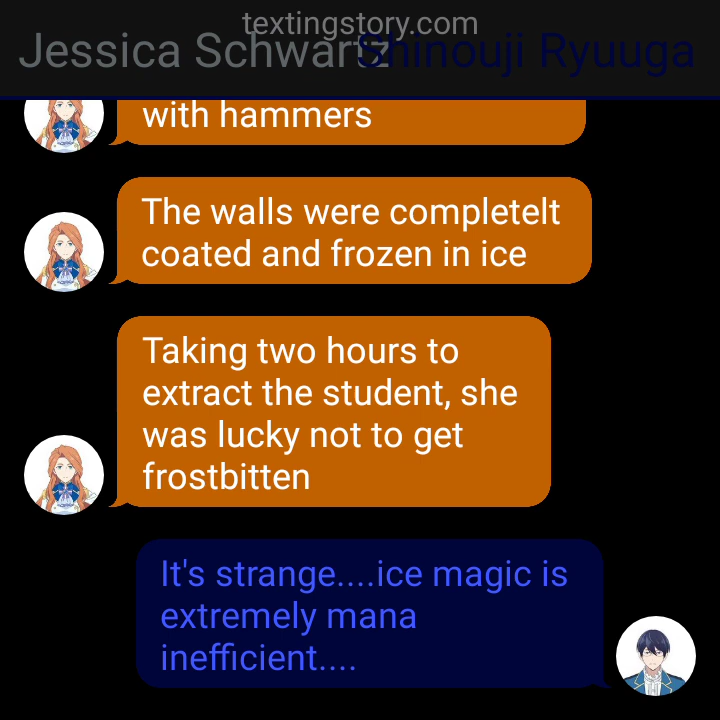 textingstory.com
Jessica Schwartz Shinouji Ryuuga
with hammers
The walls were completelt
coated and frozen in ice
Taking two hours to
extract the student, she
was lucky not to get
frostbitten
It's strange....ice magic is
extremely mana
inefficient....